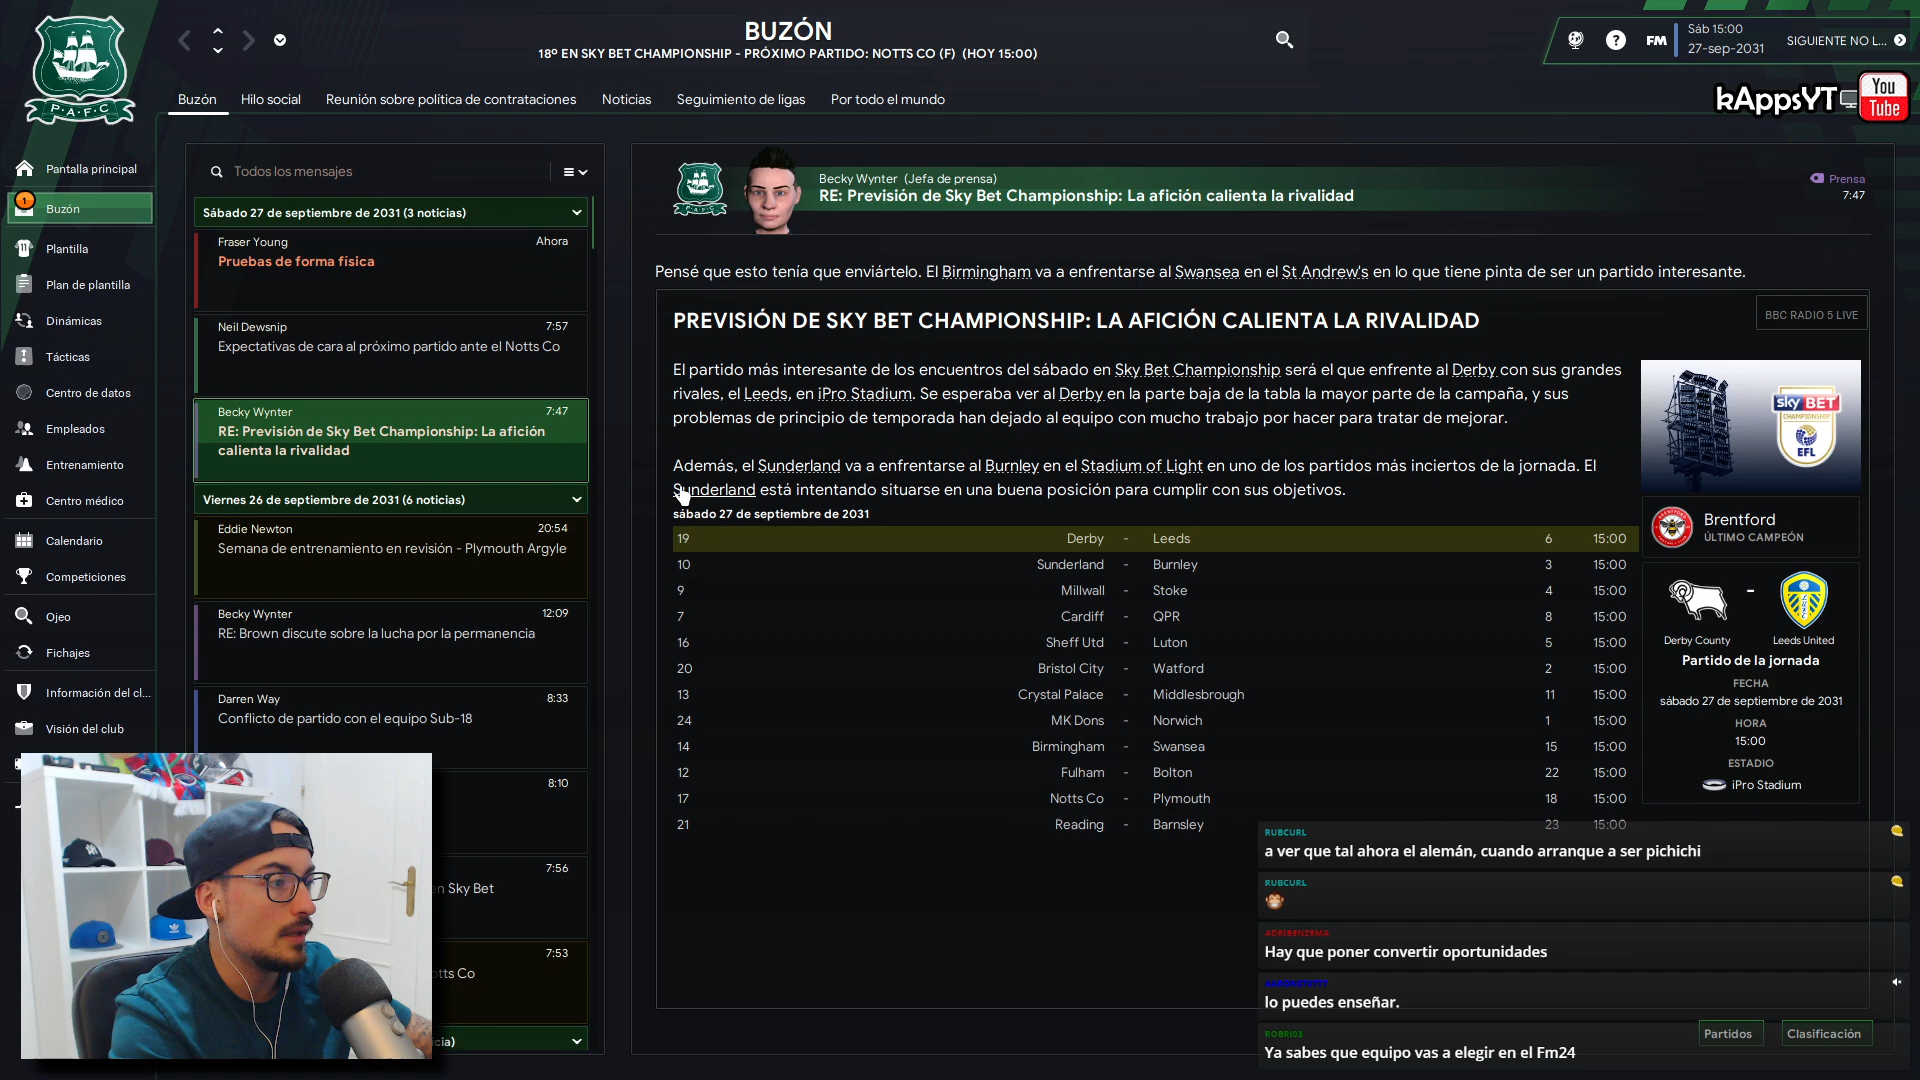 BUZÓN
18º EN SKY BET CHAMPIONSHIP - PRÓXIMO PARTIDO: NOTTS CO (F) (HOY 15:00)
FM
Sáb 15:00
27-sep-2031
SIGUIENTE NO L...
P.A.F.C
Buzón
Hilo social
Reunión sobre política de contrataciones
Noticias
Seguimiento de ligas
Por todo el mundo
kAppsYT
You
Tube
Pantalla principal
1
Buzón
Plantilla
Plan de plantilla
Dinámicas
Tácticas
Centro de datos
Empleados
Entrenamiento
Centro médico
Calendario
Competiciones
Ojeo
Fichajes
Información del cl...
Visión del club
Todos los mensajes
Sábado 27 de septiembre de 2031 (3 noticias)
Fraser Young
Ahora
Pruebas de forma física
Neil Dewsnip
7:57
Expectativas de cara al próximo partido ante el Notts Co
Becky Wynter
7:47
RE: Previsión de Sky Bet Championship: La afición
calienta la rivalidad
Viernes 26 de septiembre de 2031 (6 noticias)
Eddie Newton
20:54
Semana de entrenamiento en revisión - Plymouth Argyle
Becky Wynter
12:09
RE: Brown discute sobre la lucha por la permanencia
Darren Way
8:33
Conflicto de partido con el equipo Sub-18
8:10
7:56
en Sky Bet
7:53
otts Co
cia)
Becky Wynter (Jefa de prensa)
RE: Previsión de Sky Bet Championship: La afición calienta la rivalidad
Prensa
7:47
Pensé que esto tenía que enviártelo. El Birmingham va a enfrentarse al Swansea en el St Andrew's en lo que tiene pinta de ser un partido interesante.
PREVISIÓN DE SKY BET CHAMPIONSHIP: LA AFICIÓN CALIENTA LA RIVALIDAD
BBC RADIO 5 LIVE
El partido más interesante de los encuentros del sábado en Sky Bet Championship será el que enfrente al Derby con sus grandes
rivales, el Leeds, en iPro Stadium. Se esperaba ver al Derby en la parte baja de la tabla la mayor parte de la campaña, y sus
problemas de principio de temporada han dejado al equipo con mucho trabajo por hacer para tratar de mejorar.
Además, el Sunderland va a enfrentarse al Burnley en el Stadium of Light en uno de los partidos más inciertos de la jornada. El
Sunderland está intentando situarse en una buena posición para cumplir con sus objetivos.
sábado 27 de septiembre de 2031
19 Derby - Leeds 6 15:00
10 Sunderland - Burnley 3 15:00
9 Millwall - Stoke 4 15:00
7 Cardiff - QPR 8 15:00
16 Sheff Utd - Luton 5 15:00
20 Bristol City - Watford 2 15:00
13 Crystal Palace - Middlesbrough 11 15:00
24 MK Dons - Norwich 1 15:00
14 Birmingham - Swansea 15 15:00
12 Fulham - Bolton 22 15:00
17 Notts Co - Plymouth 18 15:00
21 Reading - Barnsley 23 15:00
sky BET
CHAMPIONSHIP
EFL
Brentford
ÚLTIMO CAMPEÓN
-
Derby County
Leeds United
Partido de la jornada
FECHA
sábado 27 de septiembre de 2031
HORA
15:00
ESTADIO
iPro Stadium
RUBCURL
a ver que tal ahora el alemán, cuando arranque a ser pichichi
RUBCURL
ADRIBENZEMA
Hay que poner convertir oportunidades
lo puedes enseñar.
ROBRI03
Ya sabes que equipo vas a elegir en el Fm24
Partidos
Clasificación